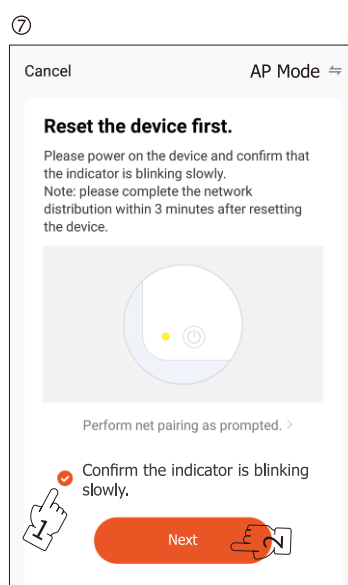 ⑦
Cancel AP Mode ⇋
Reset the device first.
Please power on the device and confirm that
the indicator is blinking slowly.
Note: please complete the network
distribution within 3 minutes after resetting
the device.
Perform net pairing as prompted. >
Confirm the indicator is blinking
slowly.
1
Next 2